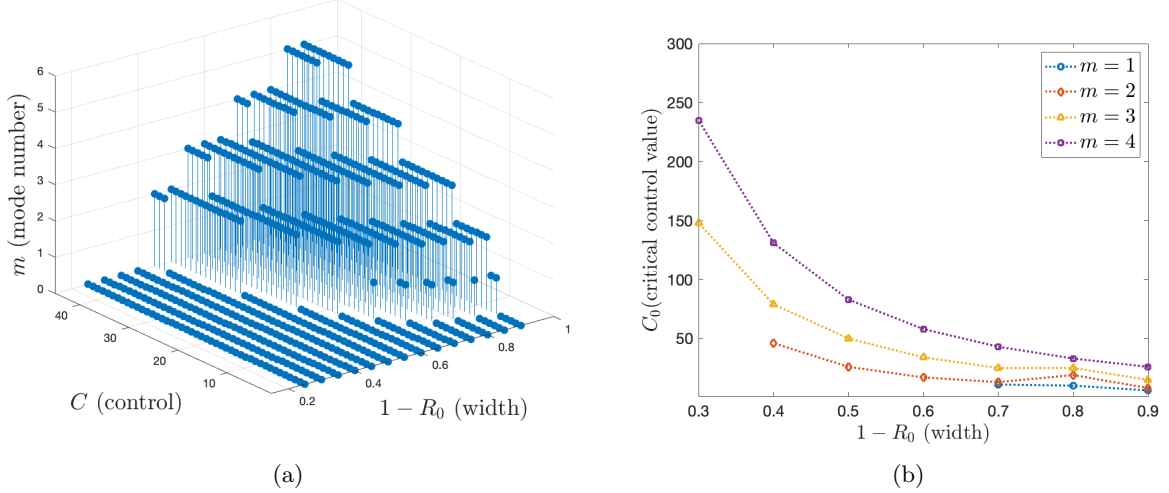 6
5
4
3
2
1
0
m (mode number)
40
30
20
10
C (control)
0.2
0.4
0.6
0.8
1
1 − R₀ (width)
(a)
300
250
200
150
100
50
C₀(critical control value)
0.3
0.4
0.5
0.6
0.7
0.8
0.9
1 − R₀ (width)
m = 1
m = 2
m = 3
m = 4
(b)